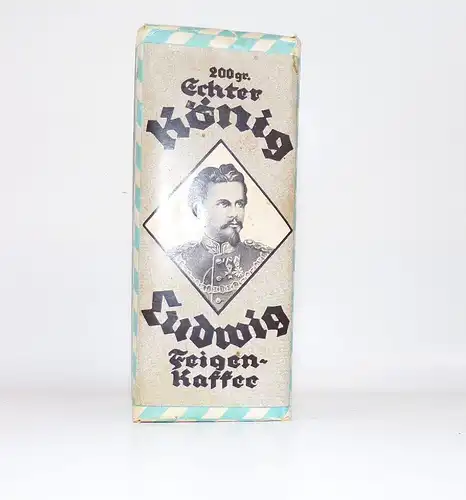 200gr.
Echter
König
Ludwig
Feigen-
Kaffee